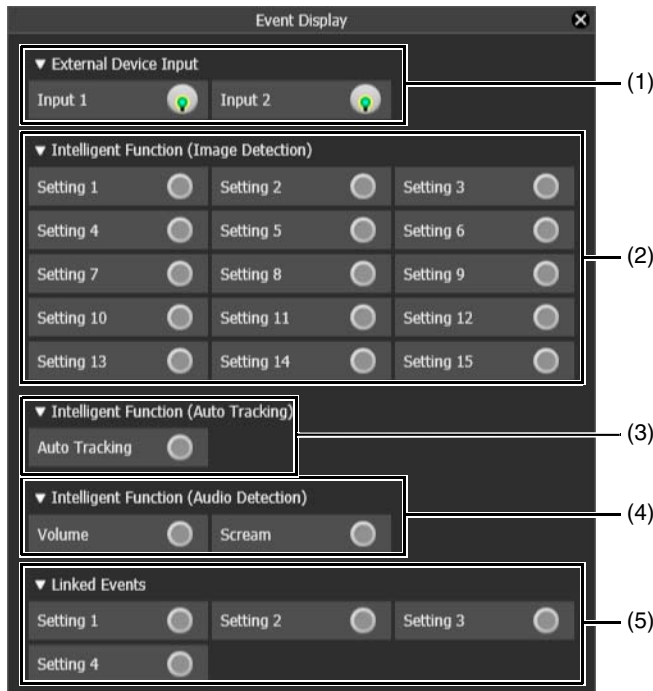 Event Display
▼ External Device Input
(1)
Input 1 Input 2
▼ Intelligent Function (Image Detection)
Setting 1 Setting 2 Setting 3
Setting 4 Setting 5 Setting 6
(2)
Setting 7 Setting 8 Setting 9
Setting 10 Setting 11 Setting 12
Setting 13 Setting 14 Setting 15
▼ Intelligent Function (Auto Tracking)
(3)
Auto Tracking
▼ Intelligent Function (Audio Detection)
(4)
Volume Scream
▼ Linked Events
Setting 1 Setting 2 Setting 3
(5)
Setting 4